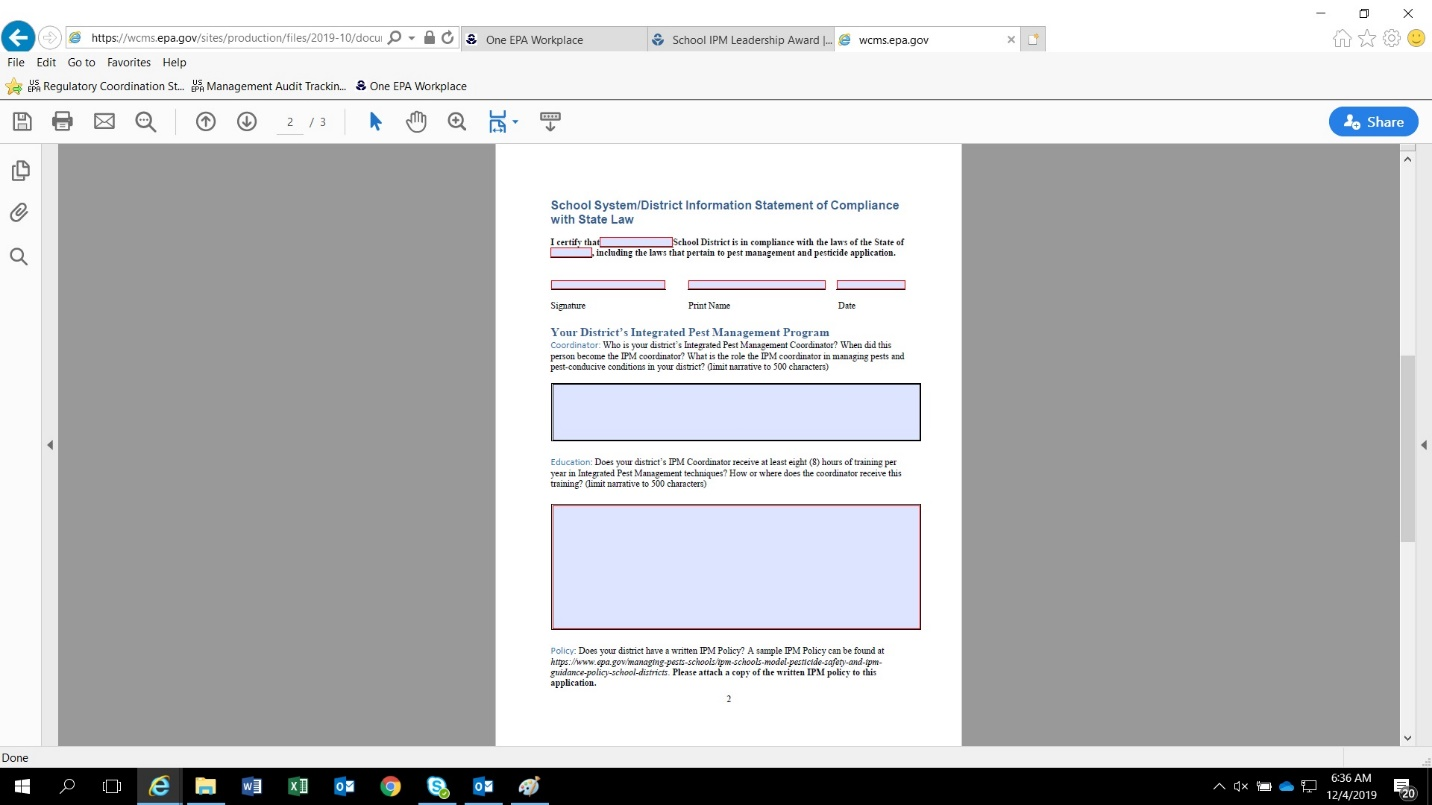 https://wcms.epa.gov/sites/production/files/2019-10/docu
One EPA Workplace
School IPM Leadership Award |...
wcms.epa.gov
File Edit Go to Favorites Help
US EPA Regulatory Coordination St... US EPA Management Audit Trackin... One EPA Workplace
2 / 3
Share
School System/District Information Statement of Compliance
with State Law
I certify that School District is in compliance with the laws of the State of
, including the laws that pertain to pest management and pesticide application.
Signature Print Name Date
Your District's Integrated Pest Management Program
Coordinator: Who is your district's Integrated Pest Management Coordinator? When did this
person become the IPM coordinator? What is the role the IPM coordinator in managing pests and
pest-conducive conditions in your district? (limit narrative to 500 characters)
Education: Does your district's IPM Coordinator receive at least eight (8) hours of training per
year in Integrated Pest Management techniques? How or where does the coordinator receive this
training? (limit narrative to 500 characters)
Policy: Does your district have a written IPM Policy? A sample IPM Policy can be found at
https://www.epa.gov/managing-pests-schools/ipm-schools-model-pesticide-safety-and-ipm-
guidance-policy-school-districts. Please attach a copy of the written IPM policy to this
application.
2
Done
6:36 AM
12/4/2019
20